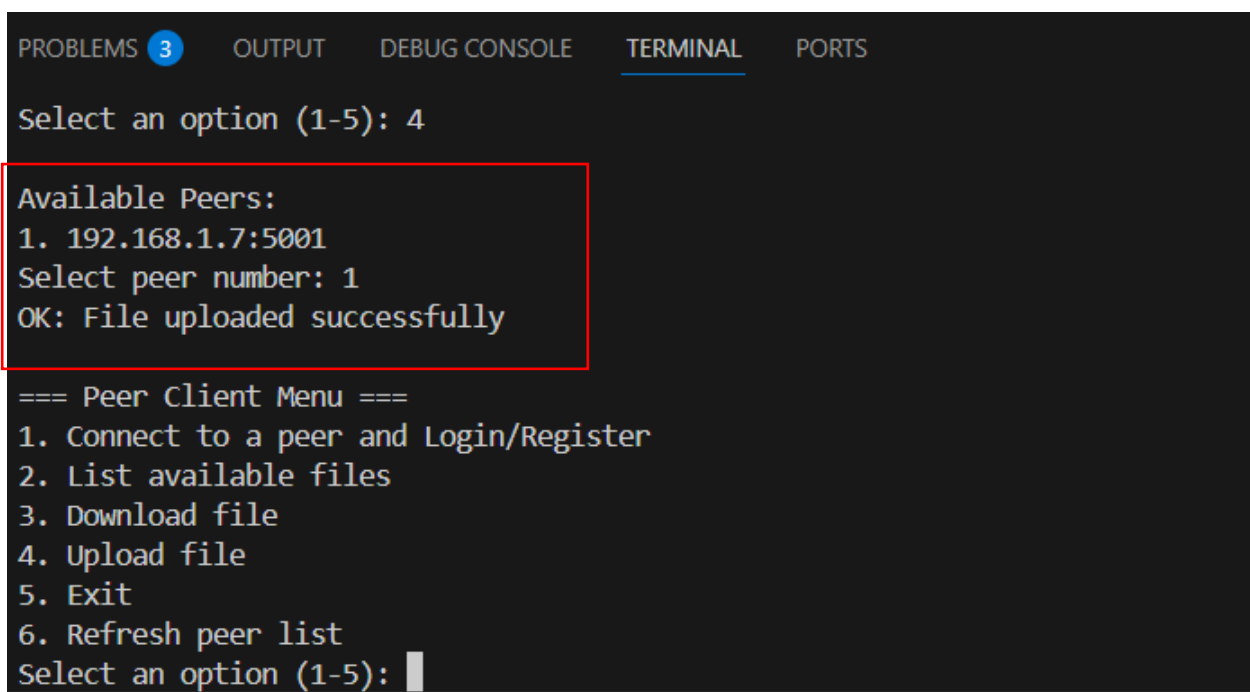 PROBLEMS 3 OUTPUT DEBUG CONSOLE TERMINAL PORTS
Select an option (1-5): 4
Available Peers:
1. 192.168.1.7:5001
Select peer number: 1
OK: File uploaded successfully
=== Peer Client Menu ===
1. Connect to a peer and Login/Register
2. List available files
3. Download file
4. Upload file
5. Exit
6. Refresh peer list
Select an option (1-5):